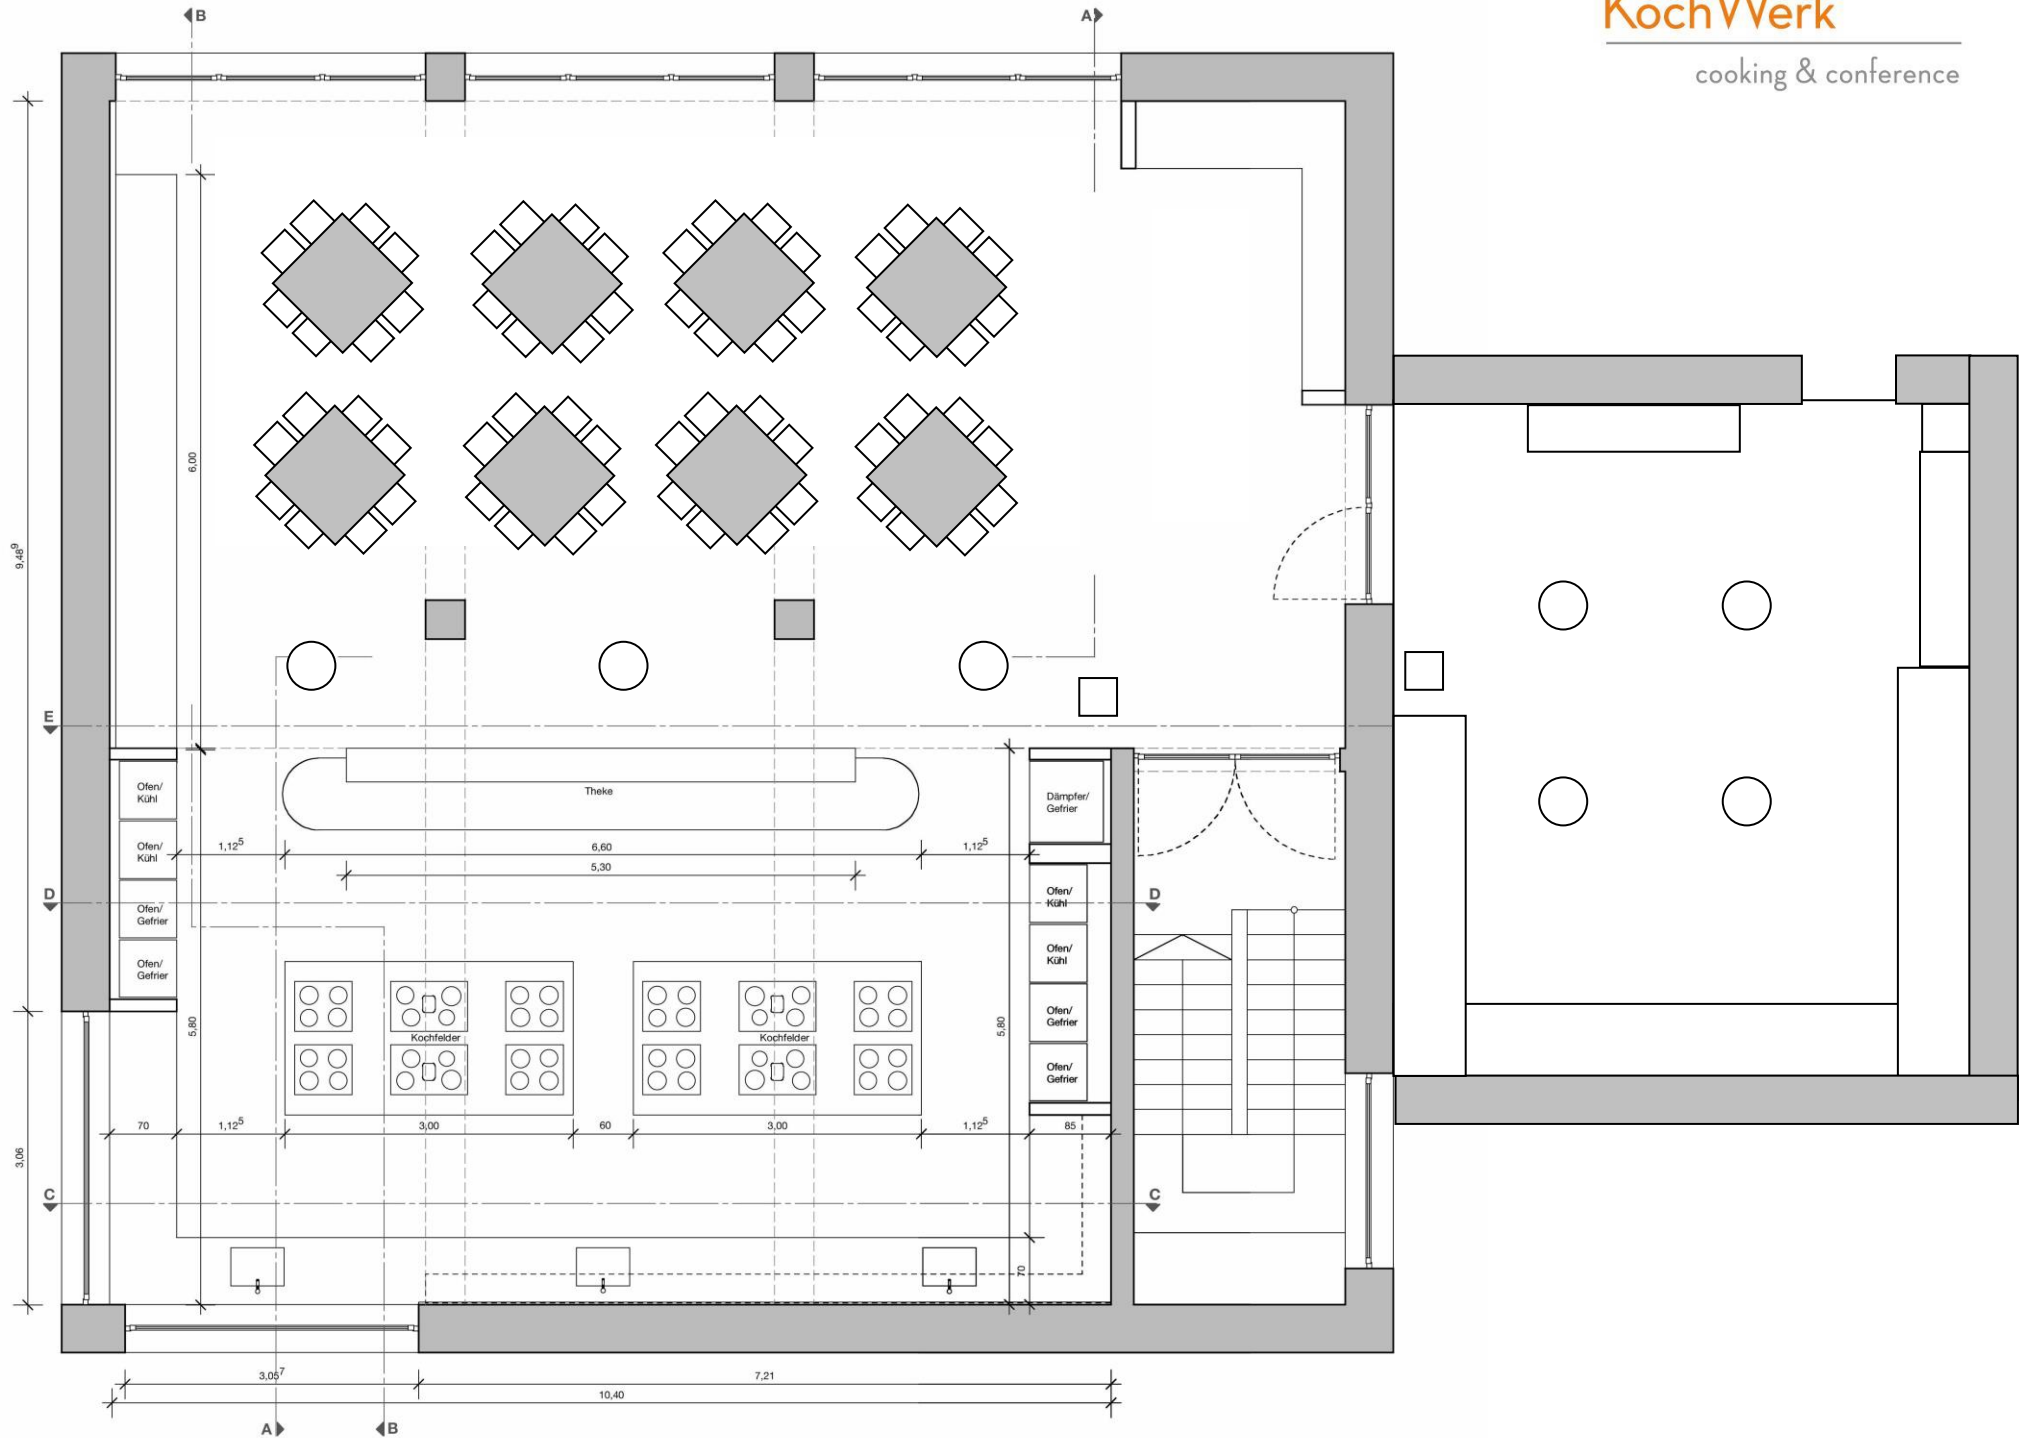 B
A
KochWerk
cooking & conference
6,00
9,48⁹
E
Ofen/
Kühl
Theke
Dämpfer/
Gefrier
Ofen/
Kühl
1,12⁵
6,60
1,12⁵
5,30
D
Ofen/
Kühl
D
Ofen/
Gefrier
Ofen/
Kühl
Ofen/
Gefrier
Ofen/
Gefrier
5,80
5,80
Kochfelder
Kochfelder
Ofen/
Gefrier
70
1,12⁵
3,00
60
3,00
1,12⁵
85
3,06
C
C
70
3,05⁷
7,21
10,40
A
B